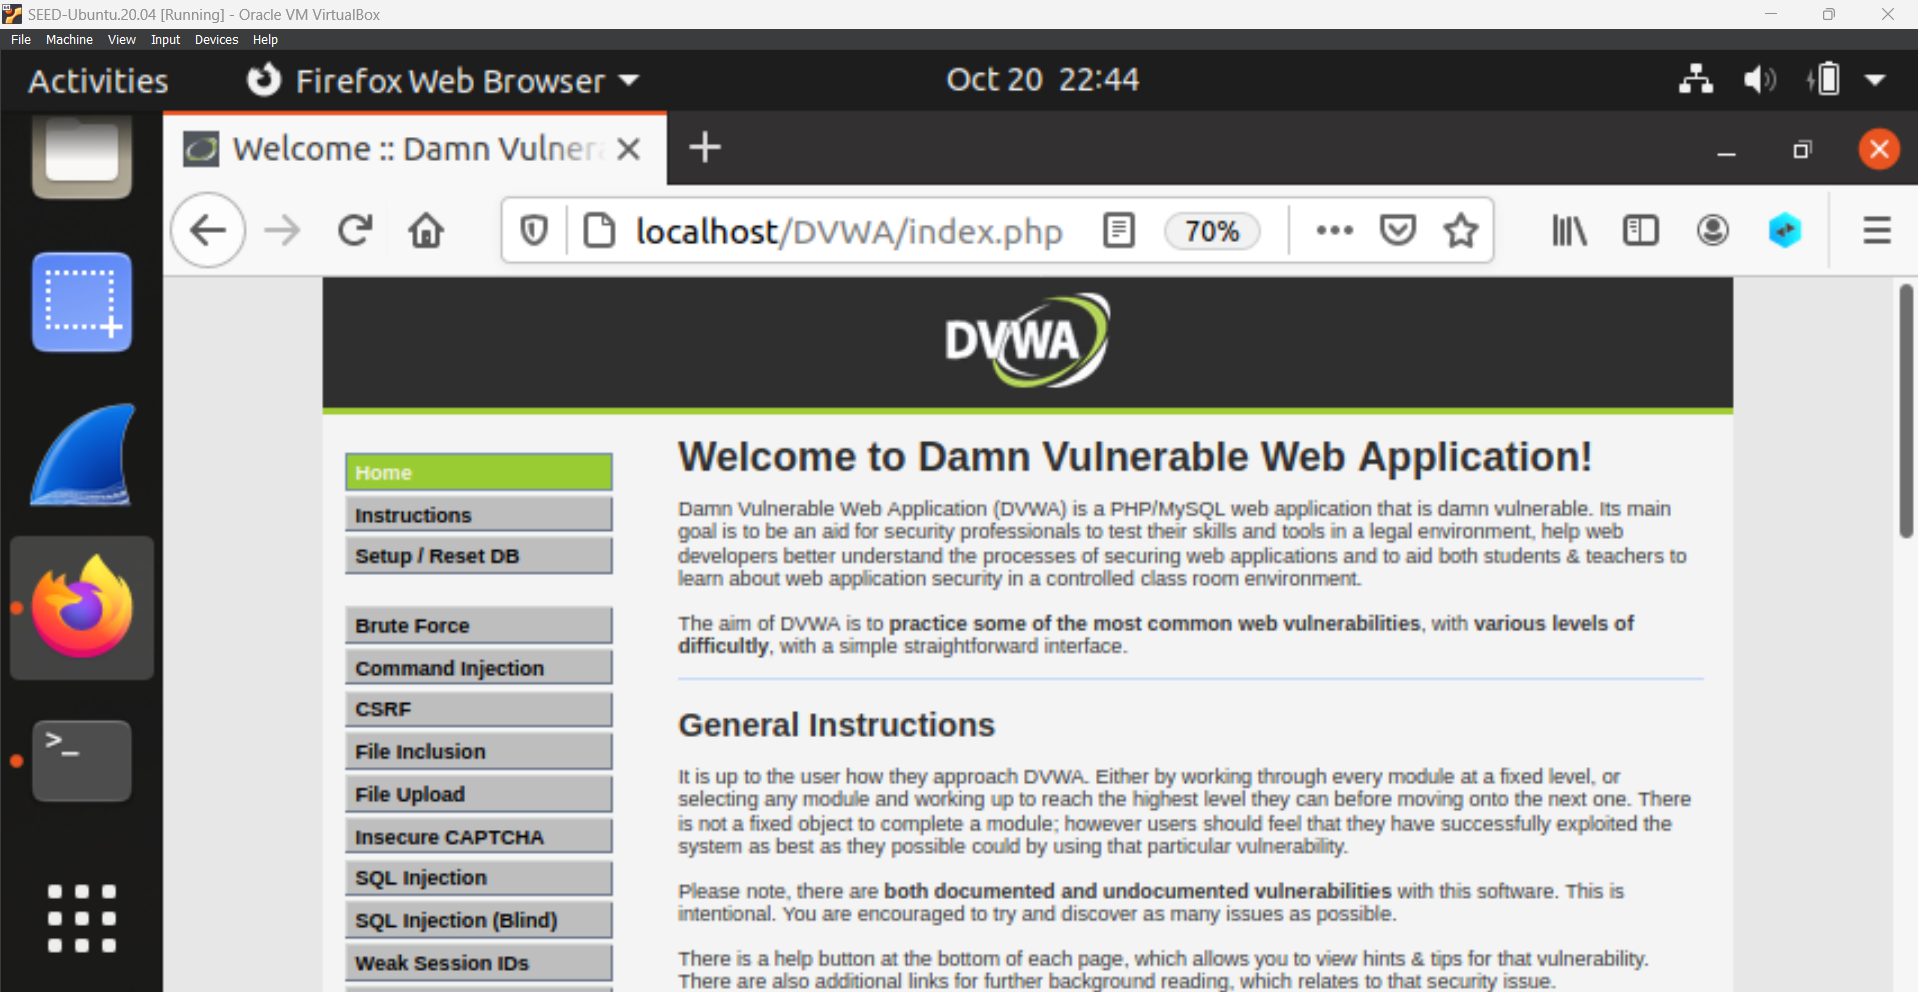 SEED-Ubuntu.20.04 [Running] - Oracle VM VirtualBox
File Machine View Input Devices Help
Activities Firefox Web Browser Oct 20 22:44
Welcome :: Damn Vulner
localhost/DVWA/index.php 70%
DVWA
Home
Instructions
Setup / Reset DB
Brute Force
Command Injection
CSRF
File Inclusion
File Upload
Insecure CAPTCHA
SQL Injection
SQL Injection (Blind)
Weak Session IDs
Welcome to Damn Vulnerable Web Application!
Damn Vulnerable Web Application (DVWA) is a PHP/MySQL web application that is damn vulnerable. Its main
goal is to be an aid for security professionals to test their skills and tools in a legal environment, help web
developers better understand the processes of securing web applications and to aid both students & teachers to
learn about web application security in a controlled class room environment.
The aim of DVWA is to practice some of the most common web vulnerabilities, with various levels of
difficultly, with a simple straightforward interface.
General Instructions
It is up to the user how they approach DVWA. Either by working through every module at a fixed level, or
selecting any module and working up to reach the highest level they can before moving onto the next one. There
is not a fixed object to complete a module; however users should feel that they have successfully exploited the
system as best as they possible could by using that particular vulnerability.
Please note, there are both documented and undocumented vulnerabilities with this software. This is
intentional. You are encouraged to try and discover as many issues as possible.
There is a help button at the bottom of each page, which allows you to view hints & tips for that vulnerability.
There are also additional links for further background reading, which relates to that security issue.